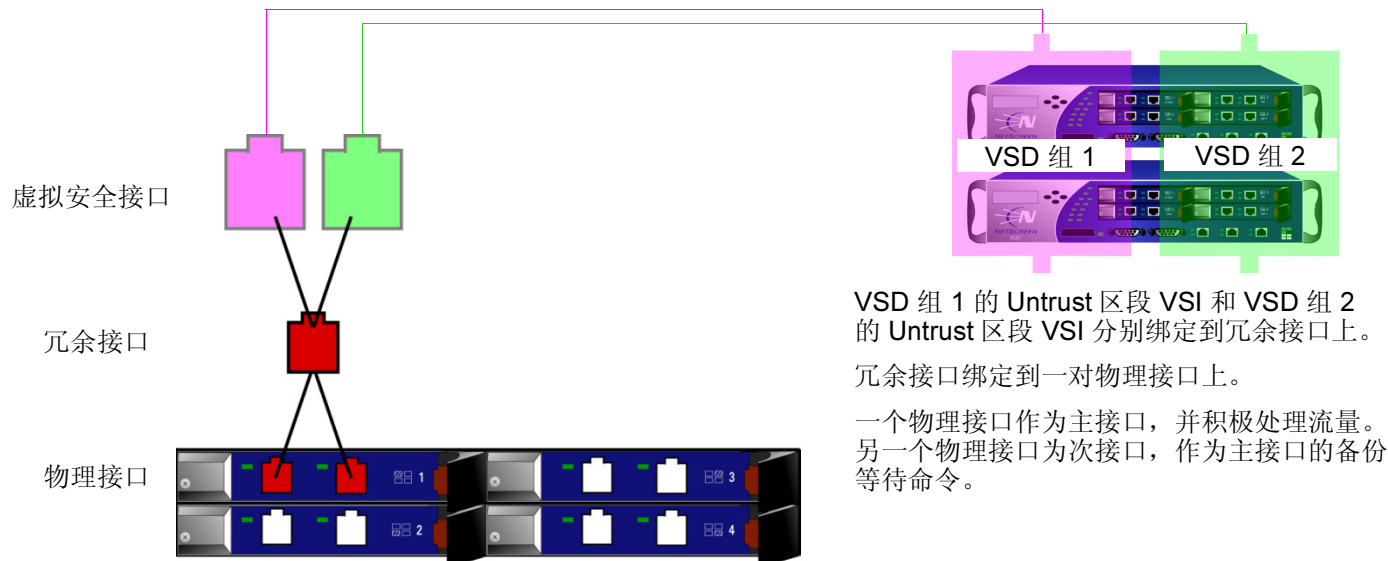 虚拟安全接口
冗余接口
物理接口
1
3
2
4
NETSCREEN
VSD 组 1
VSD 组 2
NETSCREEN
500
VSD 组 1 的 Untrust 区段 VSI 和 VSD 组 2
的 Untrust 区段 VSI 分别绑定到冗余接口上。
冗余接口绑定到一对物理接口上。
一个物理接口作为主接口，并积极处理流量。
另一个物理接口为次接口，作为主接口的备份
等待命令。